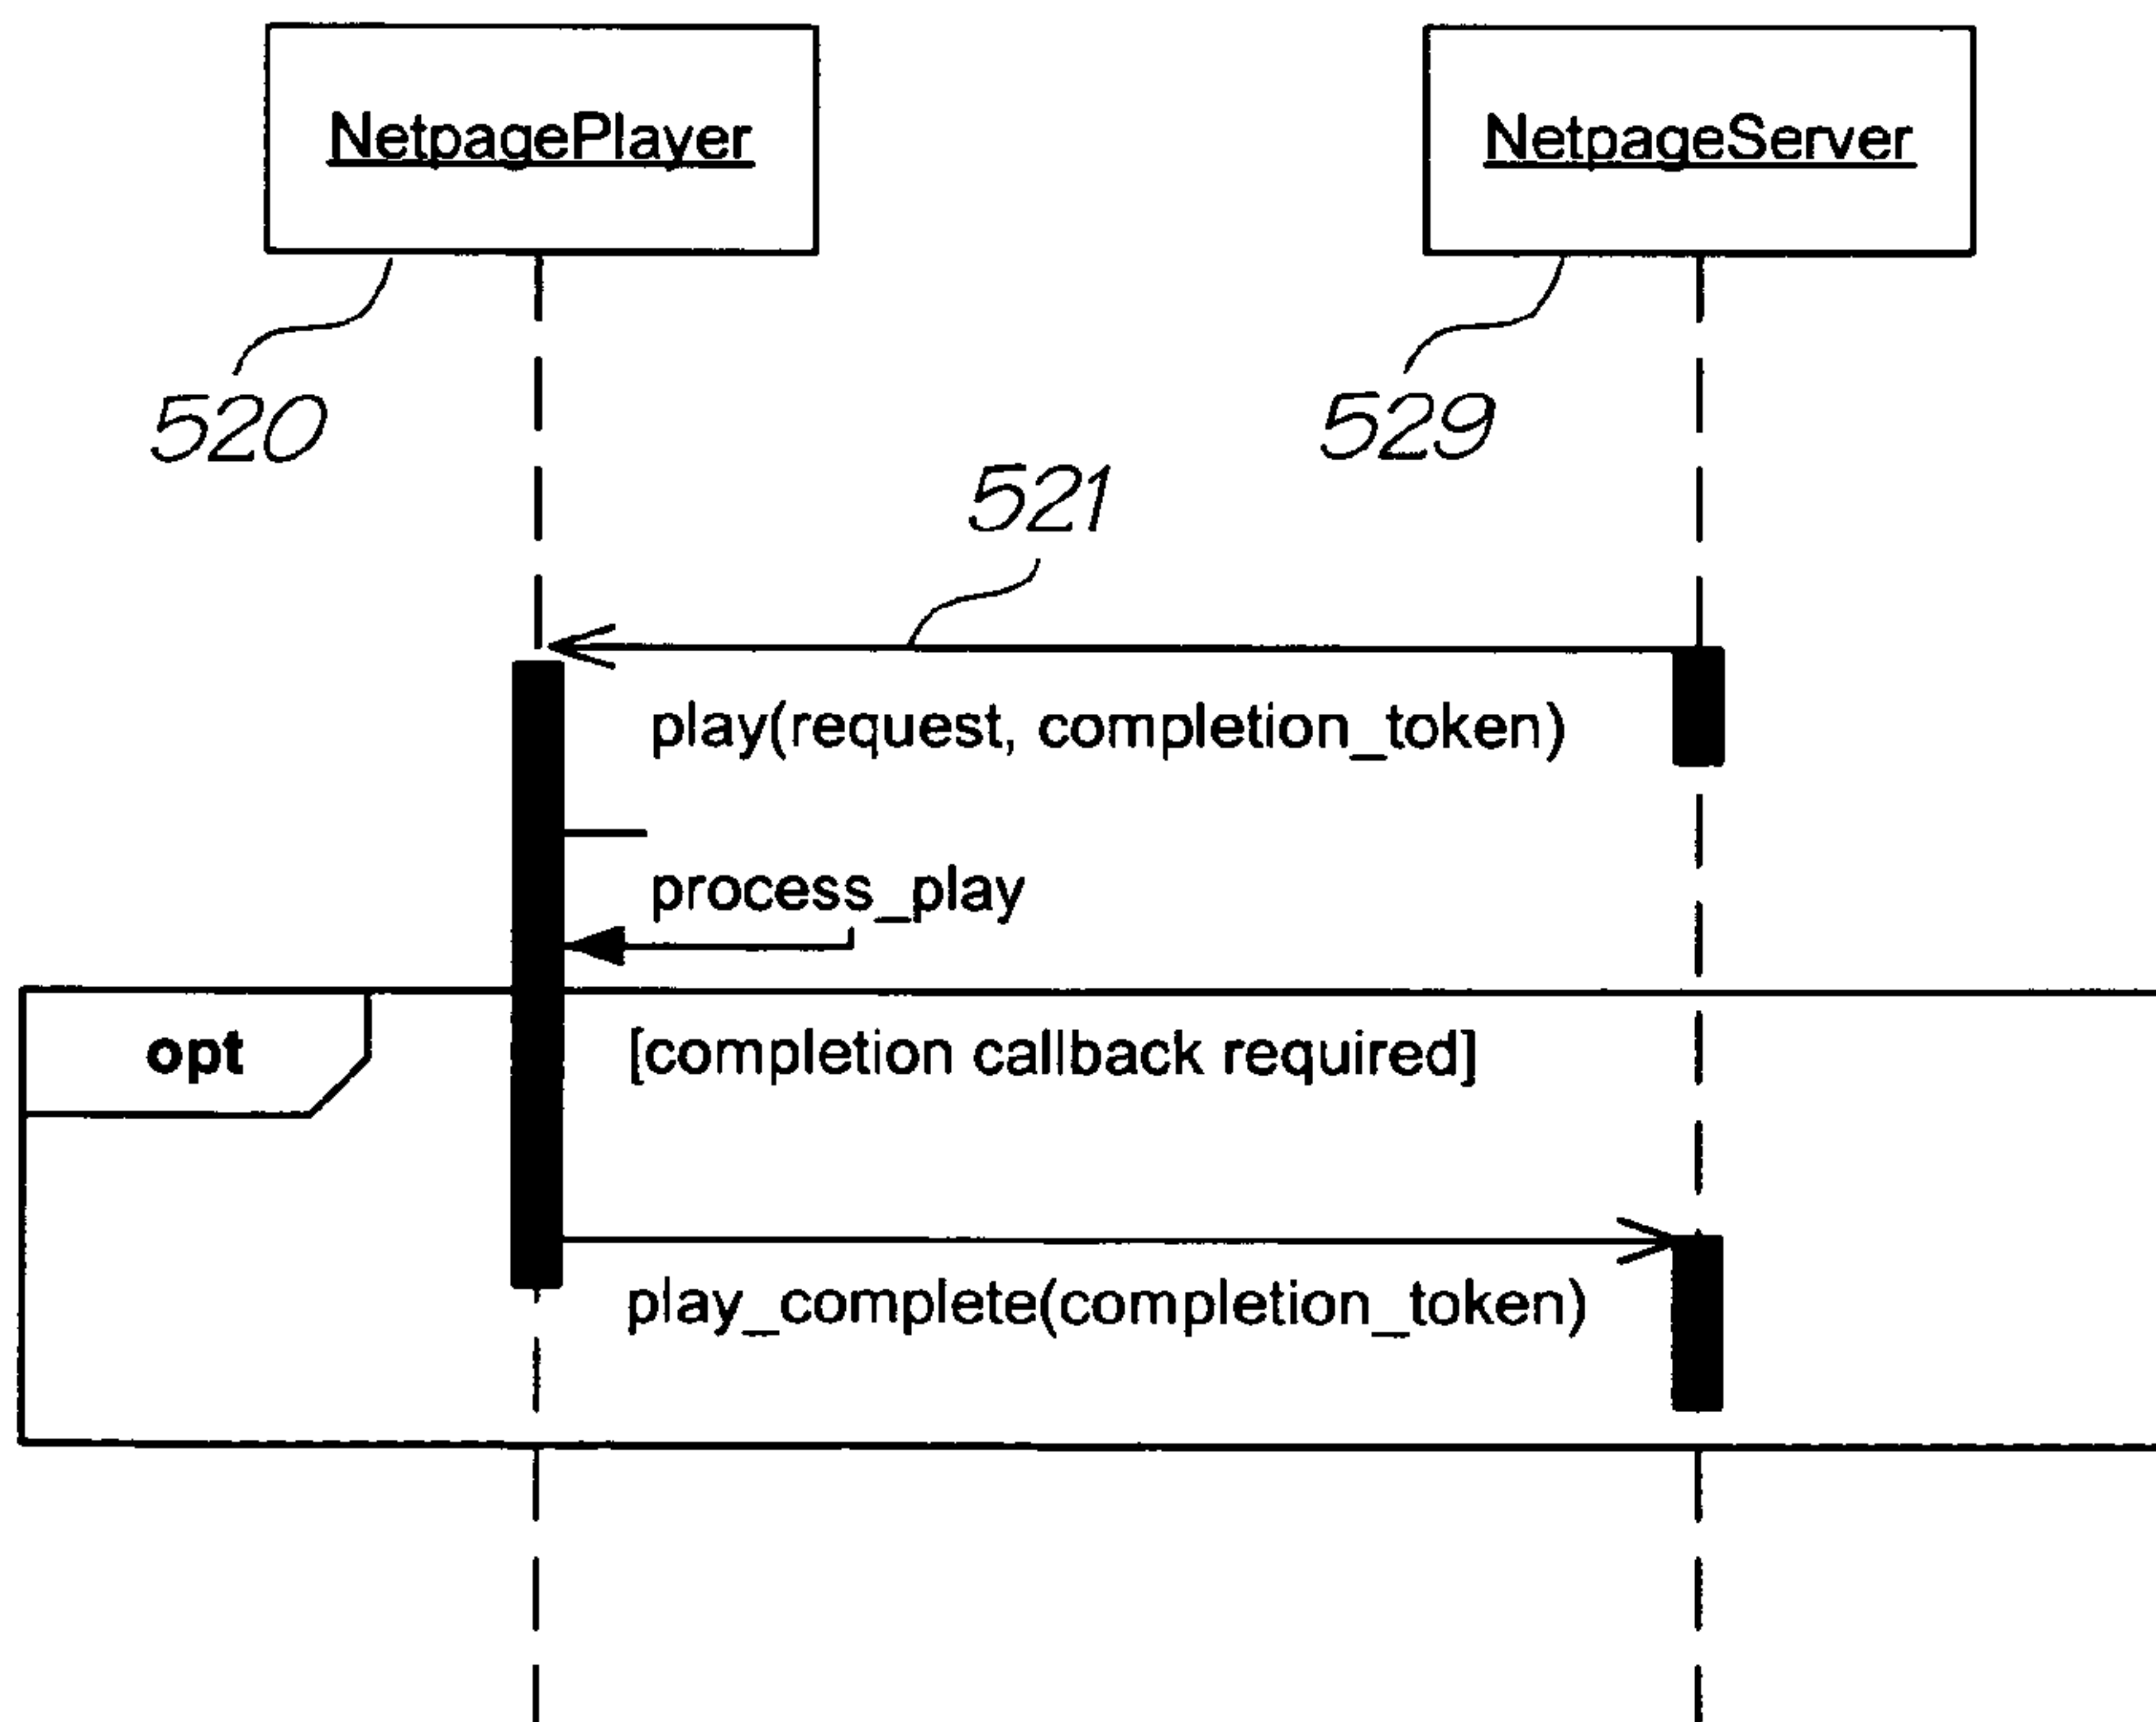 NetpagePlayer
NetpageServer
520
529
521
play(request, completion_token)
process_play
opt
[completion callback required]
play_complete(completion_token)